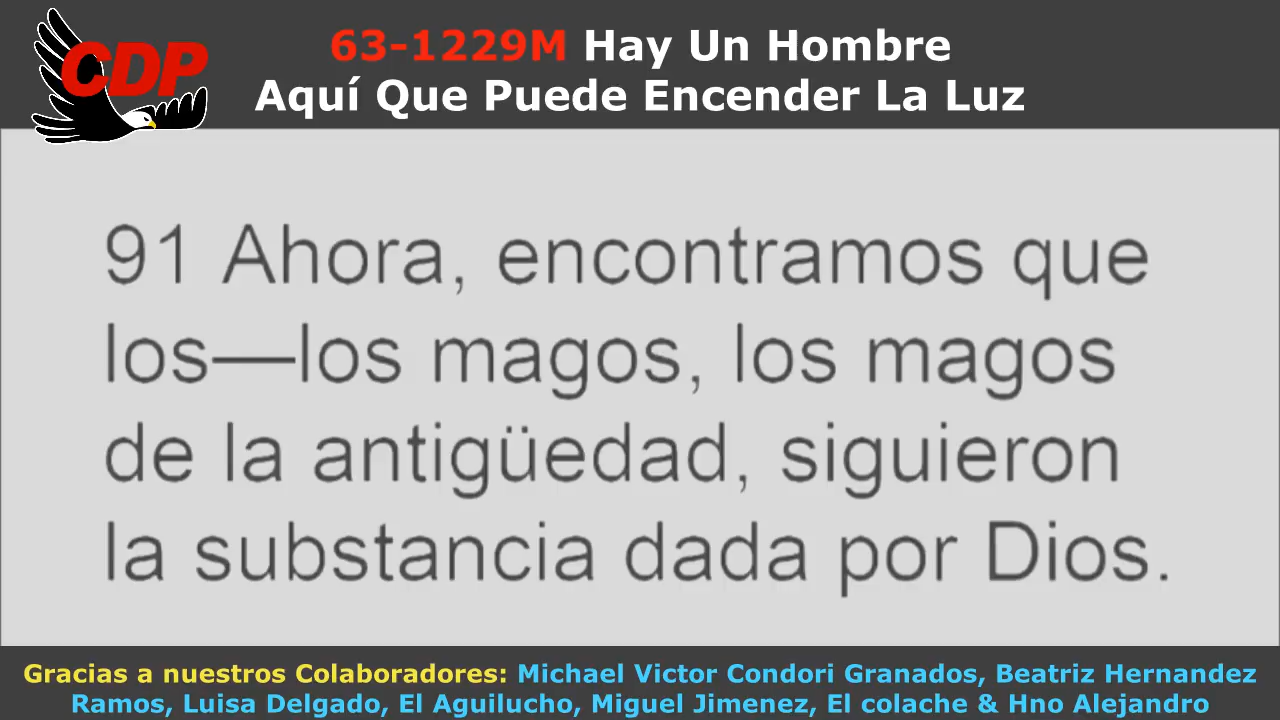 CDP
63-1229M Hay Un Hombre
Aquí Que Puede Encender La Luz
91 Ahora, encontramos que
los—los magos, los magos
de la antigüedad, siguieron
la substancia dada por Dios.
Gracias a nuestros Colaboradores: Michael Victor Condori Granados, Beatriz Hernandez
Ramos, Luisa Delgado, El Aguilucho, Miguel Jimenez, El colache & Hno Alejandro